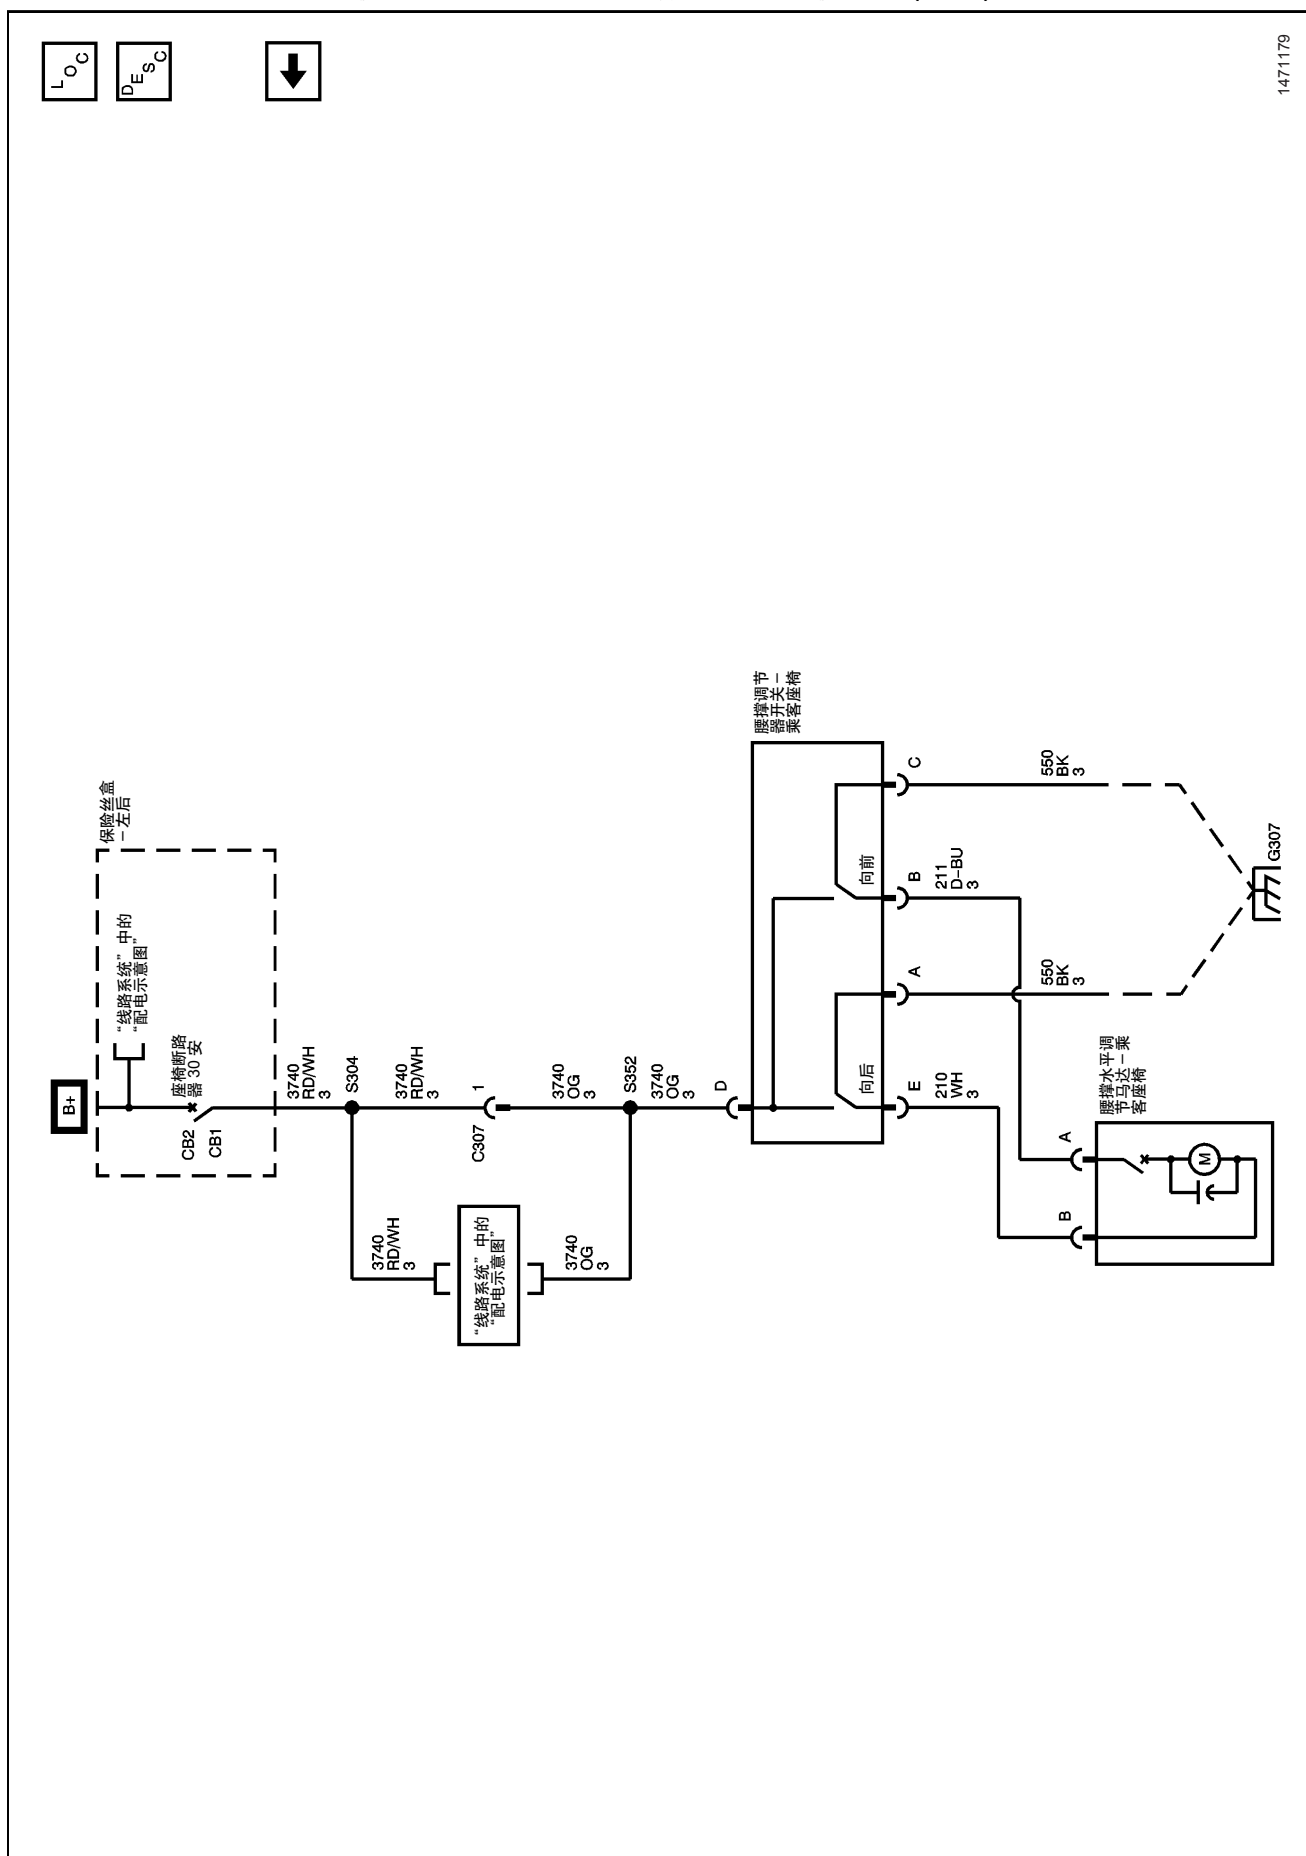 LOC
DESC
1471179
B+
保险丝盒
–左后
“线路系统”中的
“配电示意图”
座椅断路
器 30 安
CB2
CB1
3740
RD/WH
3
S304
3740
RD/WH
3
3740
RD/WH
3
“线路系统”中的
“配电示意图”
C307
1
3740
OG
3
3740
OG
3
S352
3740
OG
3
D
腰撑调节
器开关–
乘客座椅
向后
向前
E
A
B
C
210
WH
3
550
BK
3
211
D–BU
3
550
BK
3
G307
腰撑水平调
节马达–乘
客座椅
B
A
M